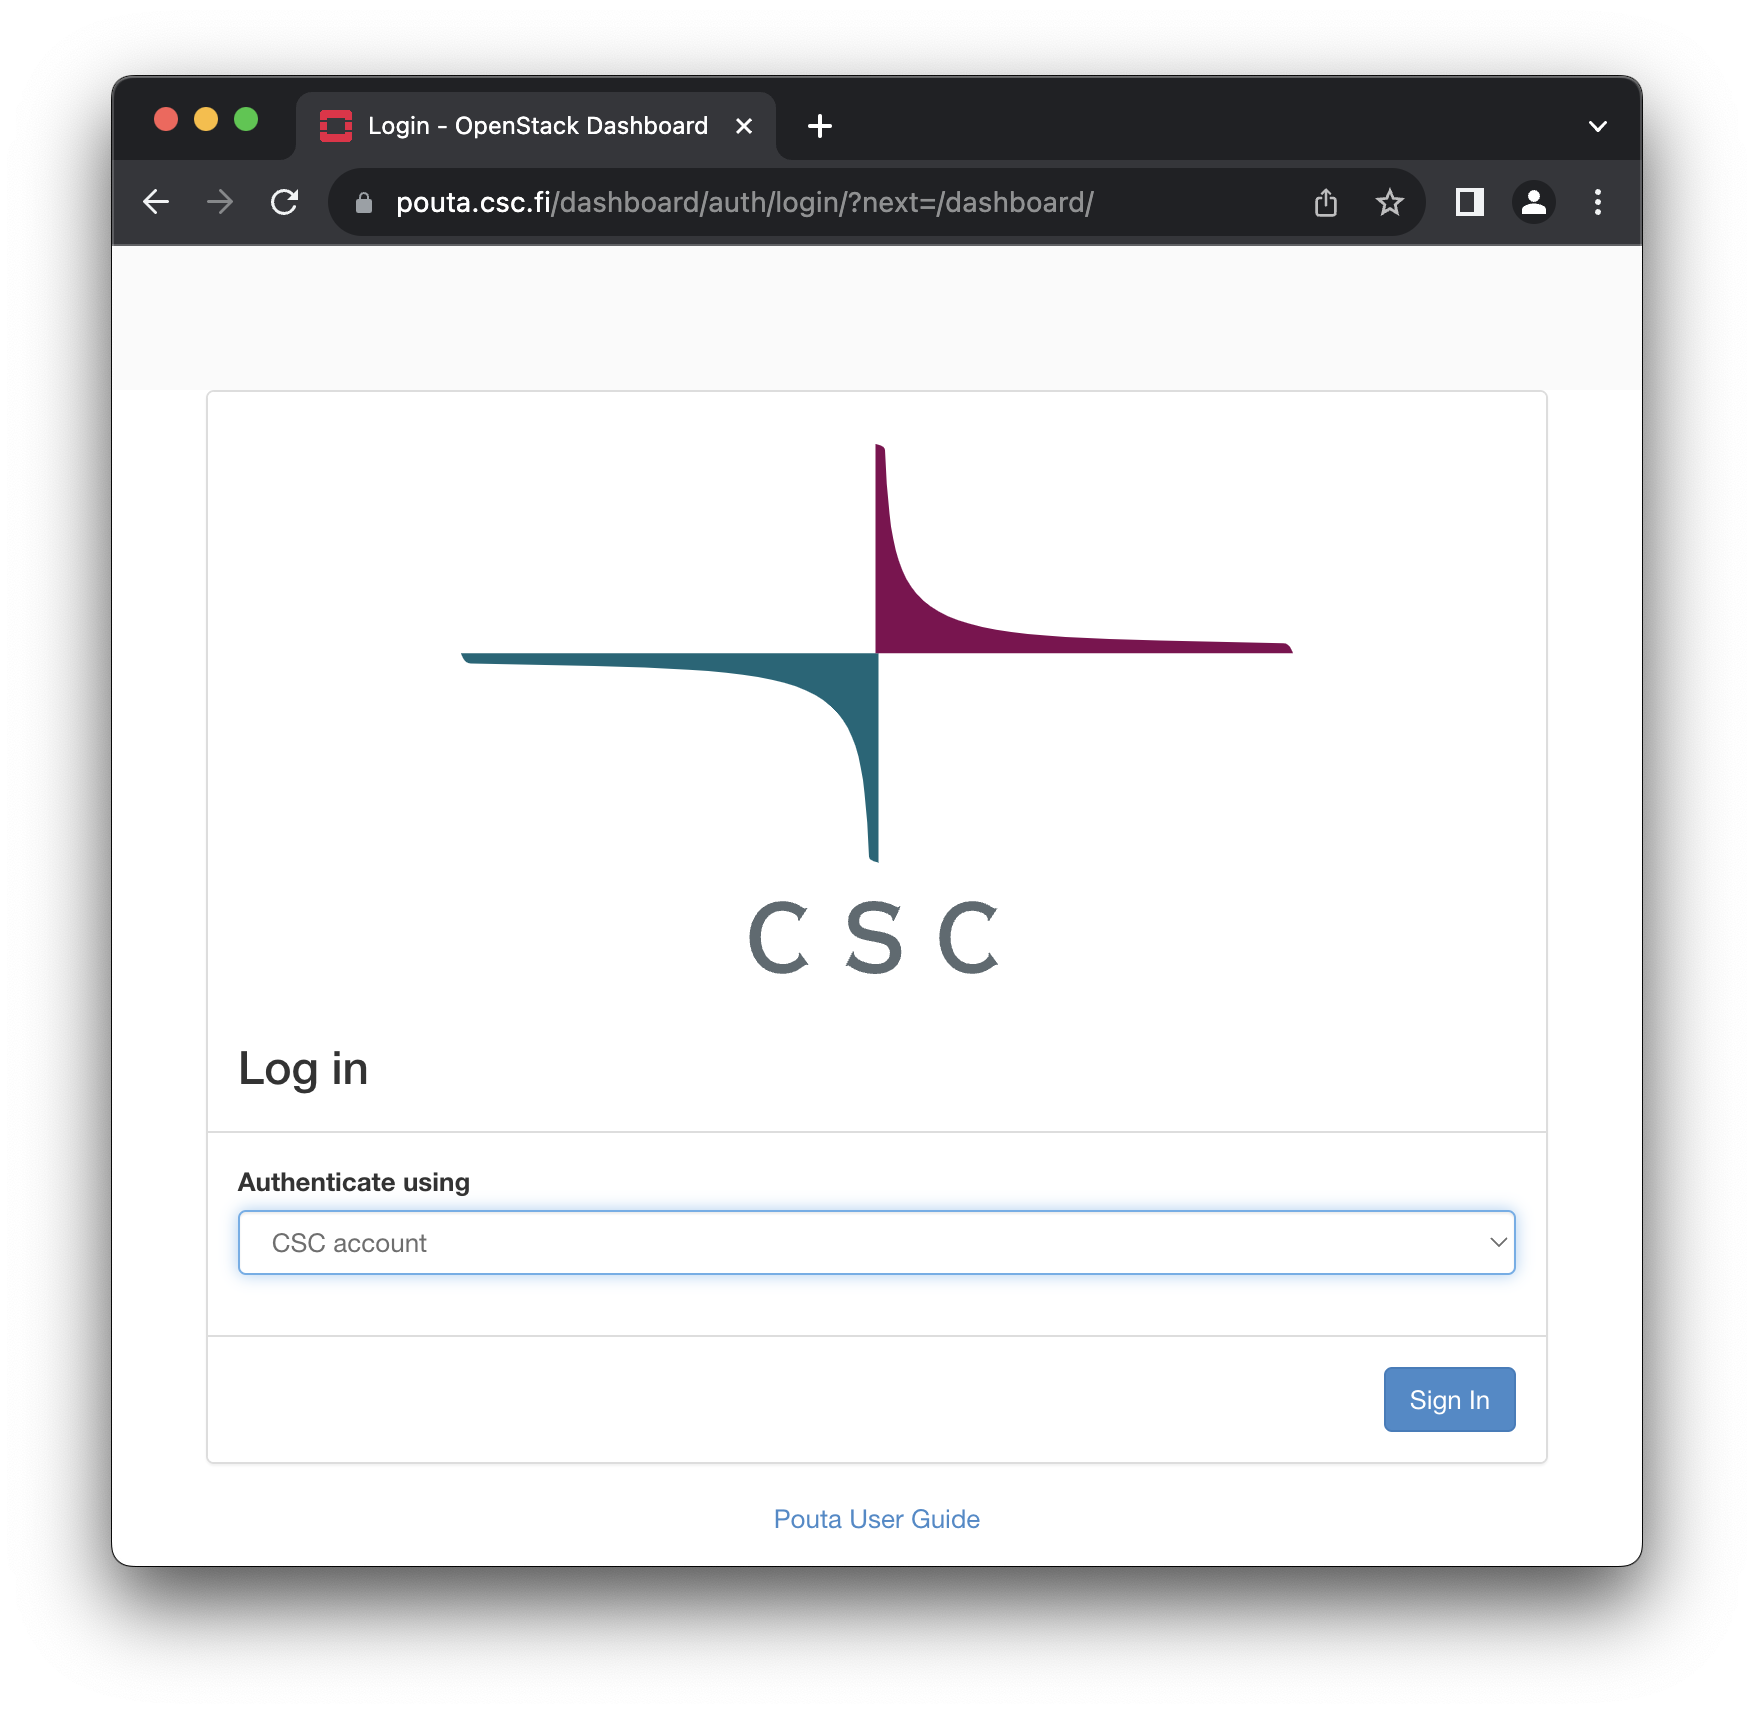 Login - OpenStack Dashboard
pouta.csc.fi/dashboard/auth/login/?next=/dashboard/
CSC
Log in
Authenticate using
CSC account
Sign In
Pouta User Guide